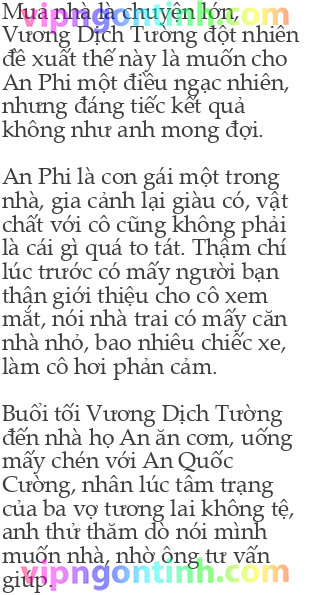 Mua nhà là chuyện lớn,
vipngontinh.com
Vương Dịch Tường đột nhiên
đề xuất thế này là muốn cho
An Phi một điều ngạc nhiên,
nhưng đáng tiếc kết quả
không như anh mong đợi.

An Phi là con gái một trong
nhà, gia cảnh lại giàu có, vật
chất với cô cũng không phải
là cái gì quá to tát. Thậm chí
lúc trước có mấy người bạn
thân giới thiệu cho cô xem
mắt, nói nhà trai có mấy căn
nhà nhỏ, bao nhiêu chiếc xe,
làm cô hơi phản cảm.

Buổi tối Vương Dịch Tường
đến nhà họ An ăn cơm, uống
mấy chén với An Quốc
Cường, nhân lúc tâm trạng
của ba vợ tương lai không tệ,
anh thử thăm dò nói mình
muốn nhà, nhờ ông tư vấn
vipngontinh.com
giúp.